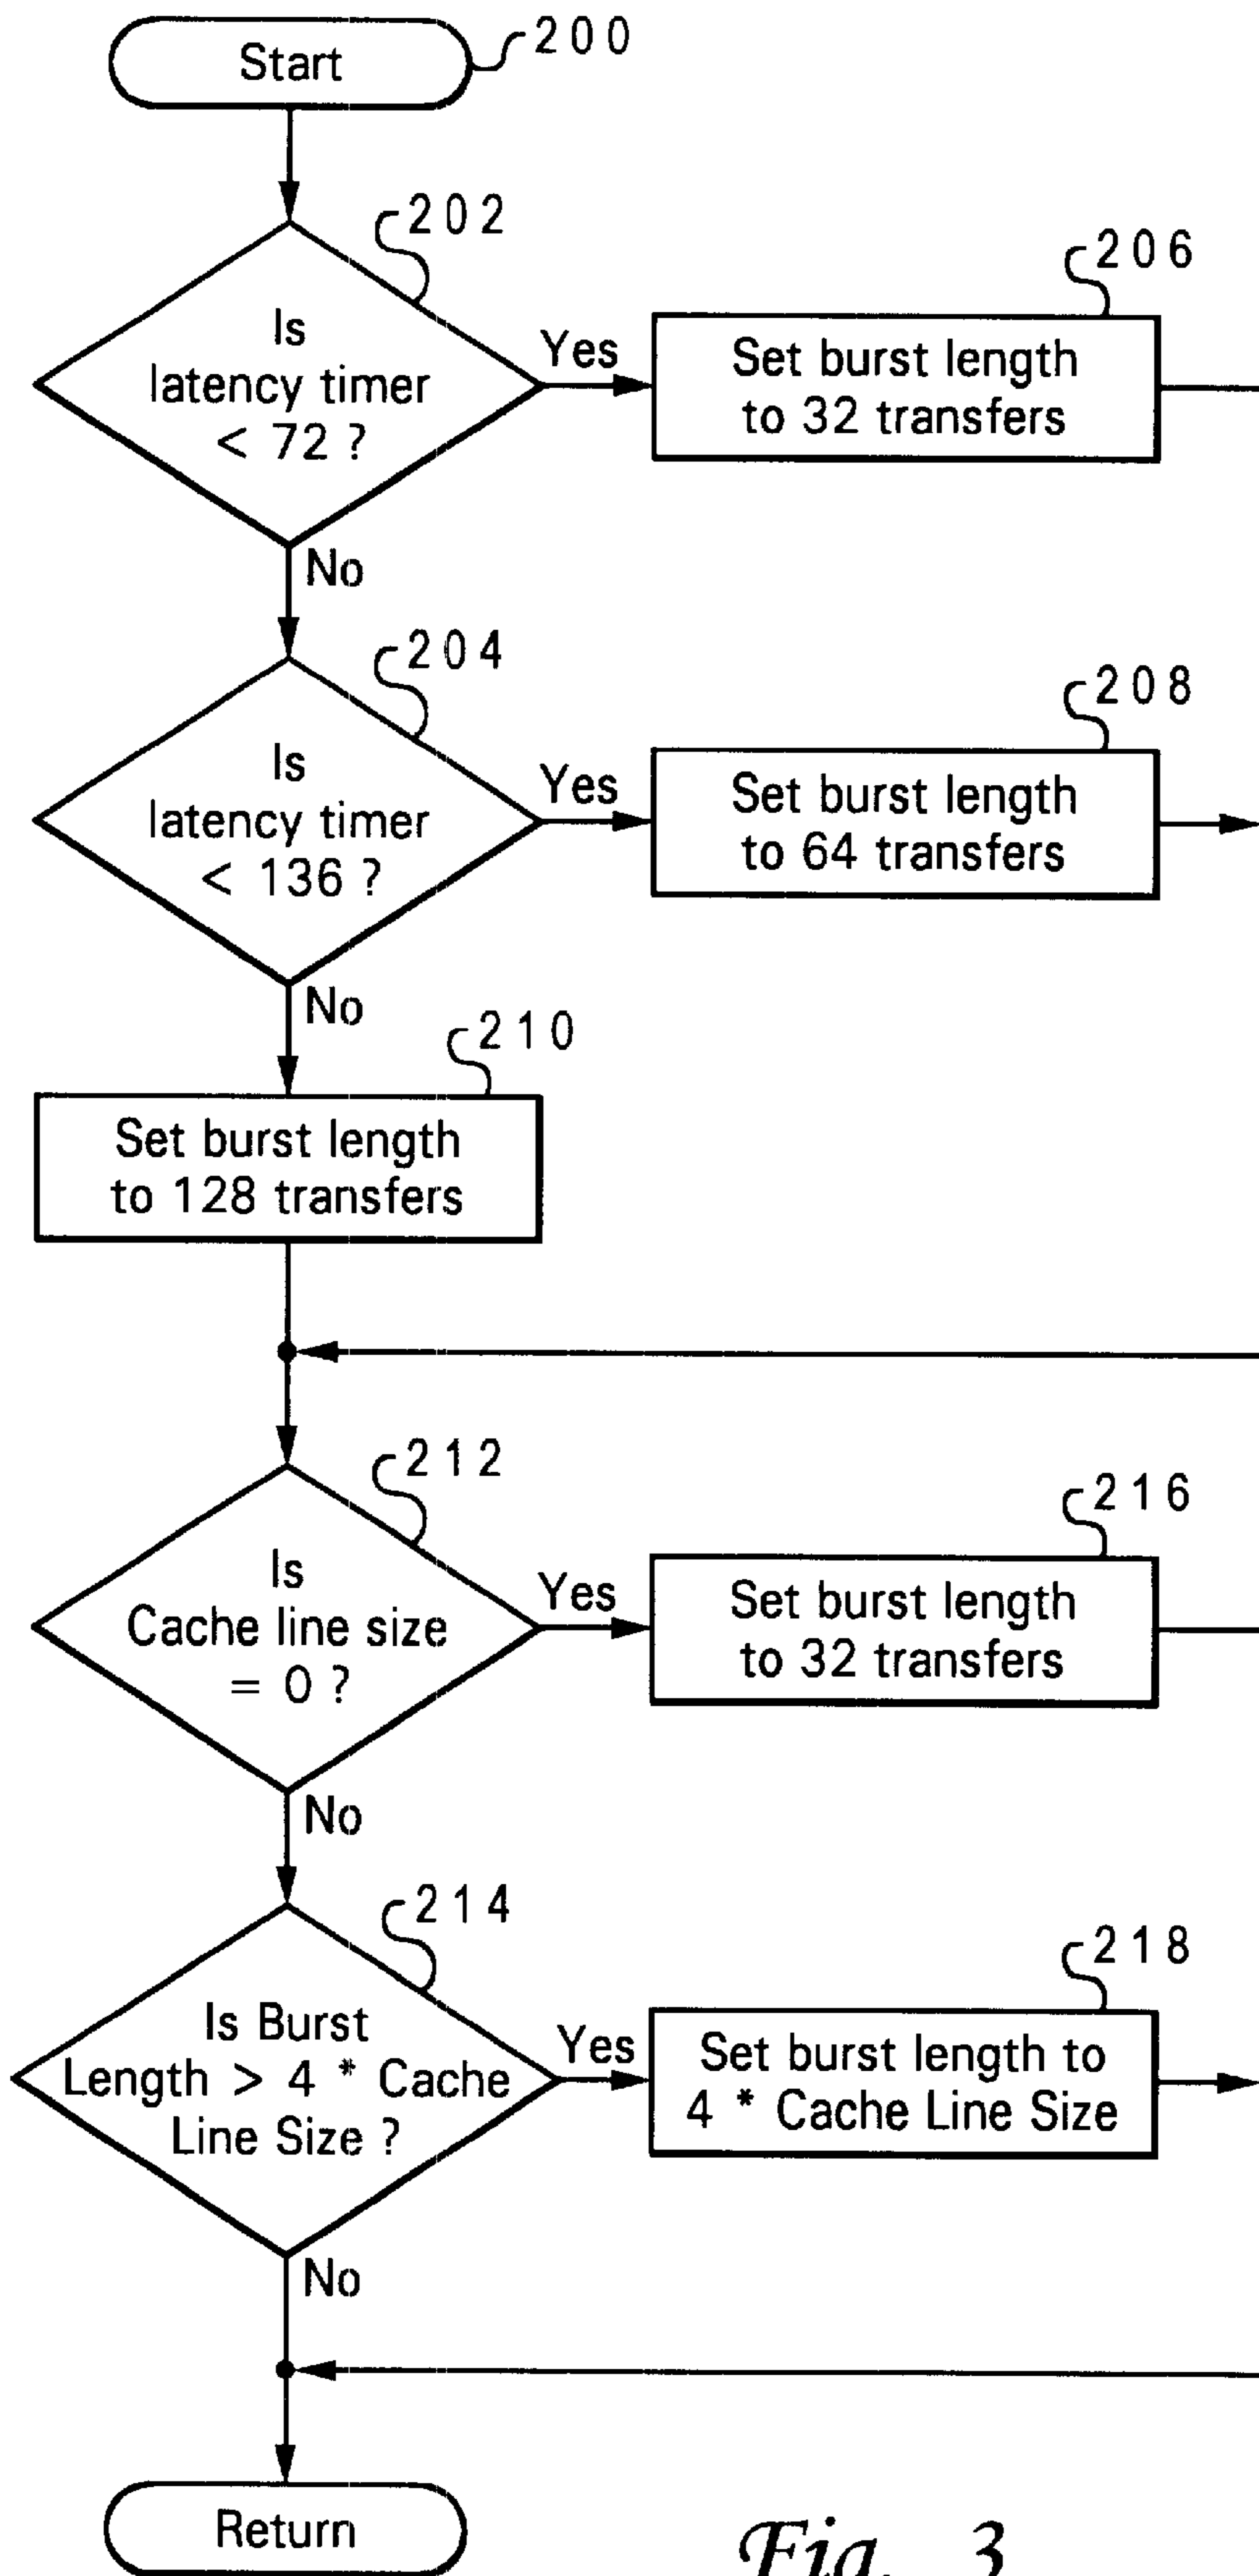 Start
200
202
Is
latency timer
< 72 ?
Yes
206
Set burst length
to 32 transfers
No
204
Is
latency timer
< 136 ?
Yes
208
Set burst length
to 64 transfers
No
210
Set burst length
to 128 transfers
212
Is
Cache line size
= 0 ?
Yes
216
Set burst length
to 32 transfers
No
214
Is Burst
Length > 4 * Cache
Line Size ?
Yes
218
Set burst length to
4 * Cache Line Size
No
Return
Fig. 3